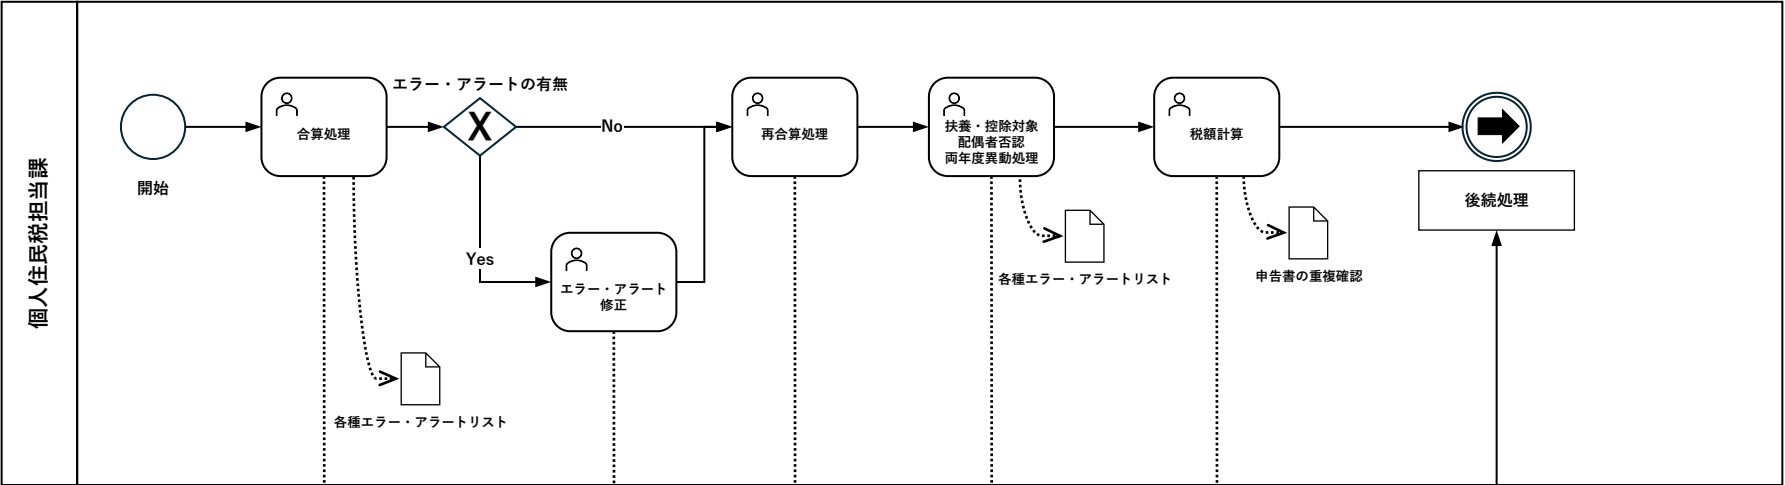 個人住民税担当課
開始
合算処理
エラー・アラートの有無
X
No
Yes
エラー・アラート
修正
再合算処理
扶養・控除対象
配偶者否認
両年度異動処理
税額計算
後続処理
各種エラー・アラートリスト
申告書の重複確認
各種エラー・アラートリスト